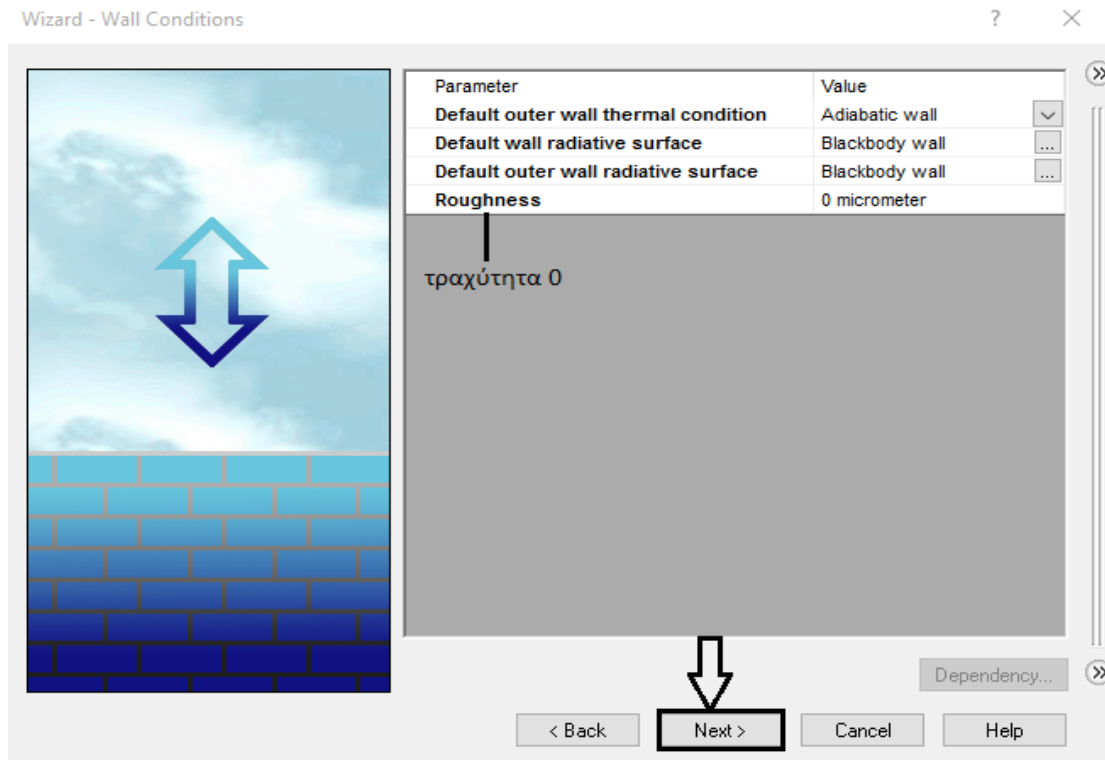 Wizard - Wall Conditions ? ×
Parameter Value
Default outer wall thermal condition Adiabatic wall
Default wall radiative surface Blackbody wall ...
Default outer wall radiative surface Blackbody wall ...
Roughness 0 micrometer
τραχύτητα 0
Dependency...
< Back Next > Cancel Help